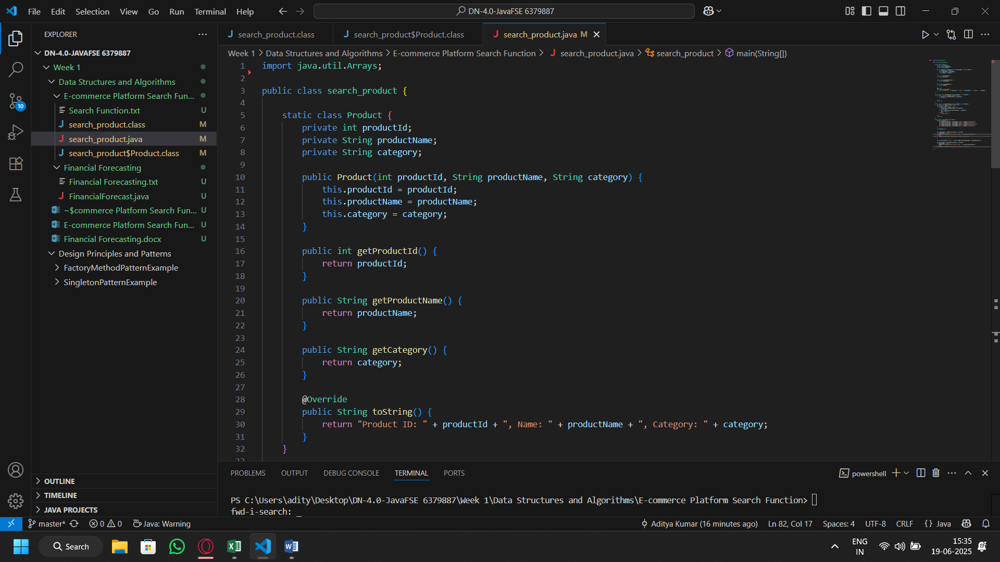 File Edit Selection View Go Run Terminal Help
DN-4.0-JavaFSE 6379887
EXPLORER
DN-4.0-JAVAFSE 6379887
Week 1
Data Structures and Algorithms
E-commerce Platform Search Fun...
Search Function.txt U
search_product.class M
search_product.java M
search_product$Product.class M
Financial Forecasting
Financial Forecasting.txt U
FinancialForecast.java U
~$commerce Platform Search Fun... U
E-commerce Platform Search Fun... U
Financial Forecasting.docx U
Design Principles and Patterns
FactoryMethodPatternExample
SingletonPatternExample
OUTLINE
TIMELINE
JAVA PROJECTS
10
search_product.class search_product$Product.class search_product.java M
Week 1 > Data Structures and Algorithms > E-commerce Platform Search Function > search_product.java > search_product > main(String[])
1 import java.util.Arrays;
2
3 public class search_product {
4
5 static class Product {
6 private int productId;
7 private String productName;
8 private String category;
9
10 public Product(int productId, String productName, String category) {
11 this.productId = productId;
12 this.productName = productName;
13 this.category = category;
14 }
15
16 public int getProductId() {
17 return productId;
18 }
19
20 public String getProductName() {
21 return productName;
22 }
23
24 public String getCategory() {
25 return category;
26 }
27
28 @Override
29 public String toString() {
30 return "Product ID: " + productId + ", Name: " + productName + ", Category: " + category;
31 }
32 }
PROBLEMS OUTPUT DEBUG CONSOLE TERMINAL PORTS
powershell
PS C:\Users\adity\Desktop\DN-4.0-JavaFSE 6379887\Week 1\Data Structures and Algorithms\E-commerce Platform Search Function>
fwd-i-search: _
master* 0 0 Java: Warning
Aditya Kumar (16 minutes ago) Ln 82, Col 17 Spaces: 4 UTF-8 CRLF {} Java
Search
ENG
IN
15:35
19-06-2025